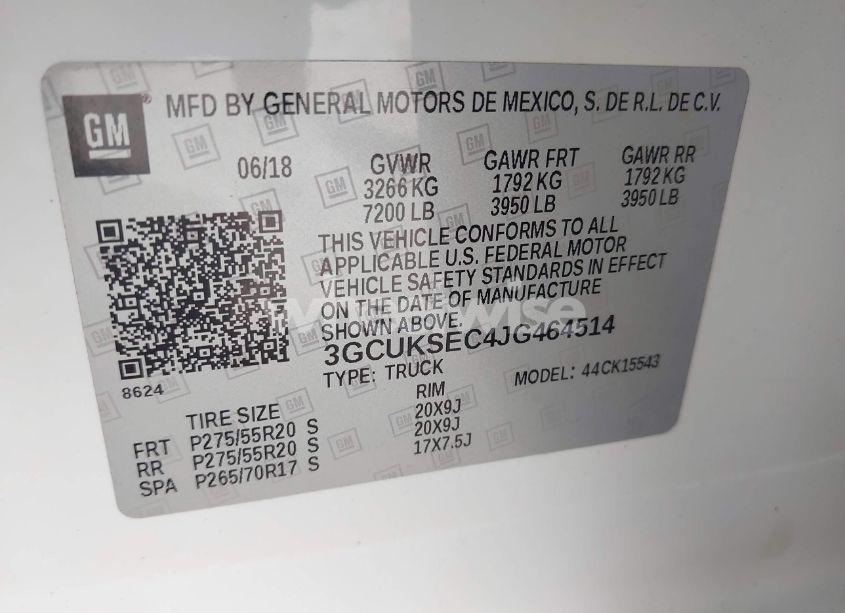 GM
MFD BY GENERAL MOTORS DE MEXICO, S. DE R.L. DE C.V.
06/18
GVWR GAWR FRT GAWR RR
3266 KG 1792 KG 1792 KG
7200 LB 3950 LB 3950 LB
THIS VEHICLE CONFORMS TO ALL
APPLICABLE U.S. FEDERAL MOTOR
VEHICLE SAFETY STANDARDS IN EFFECT
ON THE DATE OF MANUFACTURE
SHOWN ABOVE.
3GCUKSEC4JG464514
TYPE: TRUCK MODEL: 44CK15543
8624
TIRE SIZE RIM
FRT P275/55R20 S 20X9J
RR P275/55R20 S 20X9J
SPA P265/70R17 S 17X7.5J